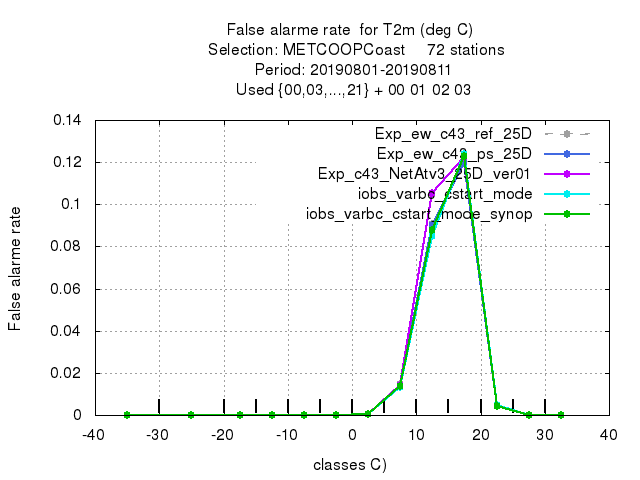 False alarme rate  for T2m (deg C)
Selection: METCOOPCoast     72 stations
Period: 20190801-20190811
Used {00,03,...,21} + 00 01 02 03
0.14
0.12
0.1
0.08
0.06
0.04
0.02
0
False alarme rate
Exp_ew_c43_ref_25D
Exp_ew_c43_ps_25D
Exp_c43_NetAtv3_25D_ver01
iobs_varbc_cstart_mode
iobs_varbc_cstart_mode_synop
-40 -30 -20 -10 0 10 20 30 40
classes C)